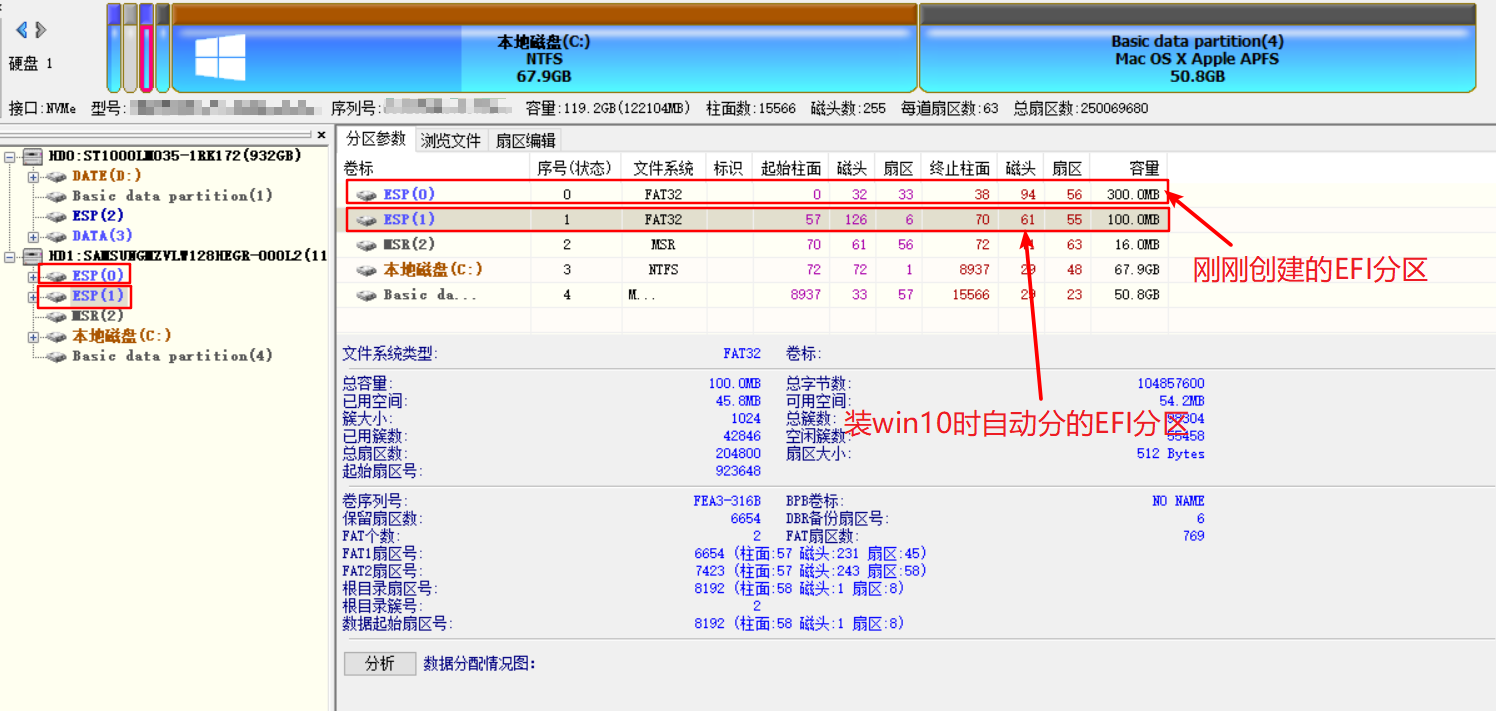 本地磁盘(C:)
NTFS
67.9GB
Basic data partition(4)
Mac OS X Apple APFS
50.8GB
硬盘 1
接口:NVMe 型号: 序列号: 容量:119.2GB(122104MB) 柱面数:15566 磁头数:255 每道扇区数:63 总扇区数:250069680
HD0:ST1000LM035-1RK172(932GB)
DATE(D:)
Basic data partition(1)
ESP(2)
DATA(3)
HD1:SAMSUNGMZVLW128HEGR-000L2(11
ESP(0)
ESP(1)
MSR(2)
本地磁盘(C:)
Basic data partition(4)
分区参数 浏览文件 扇区编辑
卷标 序号(状态) 文件系统 标识 起始柱面 磁头 扇区 终止柱面 磁头 扇区 容量
ESP(0) 0 FAT32 0 32 33 38 94 56 300.0MB
ESP(1) 1 FAT32 57 126 6 70 61 55 100.0MB
MSR(2) 2 MSR 70 61 56 72 63 16.0MB
本地磁盘(C:) 3 NTFS 72 72 1 8937 29 48 67.9GB
Basic da... 4 M... 8937 33 57 15566 29 23 50.8GB
刚刚创建的EFI分区
文件系统类型: FAT32 卷标:
总容量: 100.0MB 总字节数: 104857600
已用空间: 45.8MB 可用空间: 54.2MB
簇大小: 1024 总簇数: 98304
装win10时自动分的EFI分区
已用簇数: 42846 空闲簇数: 55458
总扇区数: 204800 扇区大小: 512 Bytes
起始扇区号: 923648
卷序列号: FEA3-316B BPB卷标: NO NAME
保留扇区数: 6654 DBR备份扇区号: 6
FAT个数: 2 FAT扇区数: 769
FAT1扇区号: 6654 (柱面:57 磁头:231 扇区:45)
FAT2扇区号: 7423 (柱面:57 磁头:243 扇区:58)
根目录扇区号: 8192 (柱面:58 磁头:1 扇区:8)
根目录簇号: 2
数据起始扇区号: 8192 (柱面:58 磁头:1 扇区:8)
分析 数据分配情况图: